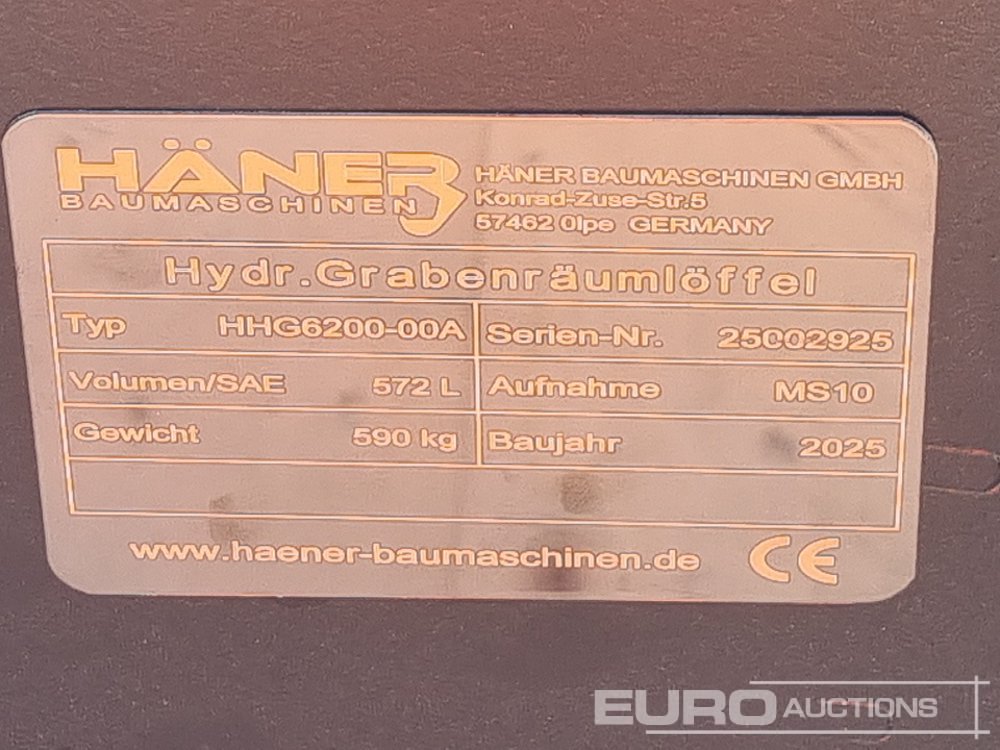 HÄNER
BAUMASCHINEN
HÄNER BAUMASCHINEN GMBH
Konrad-Zuse-Str.5
57462 Olpe GERMANY
Hydr.Grabenräumlöffel
Typ HHG6200-00A Serien-Nr. 25002925
Volumen/SAE 572 L Aufnahme MS10
Gewicht 590 kg Baujahr 2025
www.haener-baumaschinen.de CE
EURO AUCTIONS